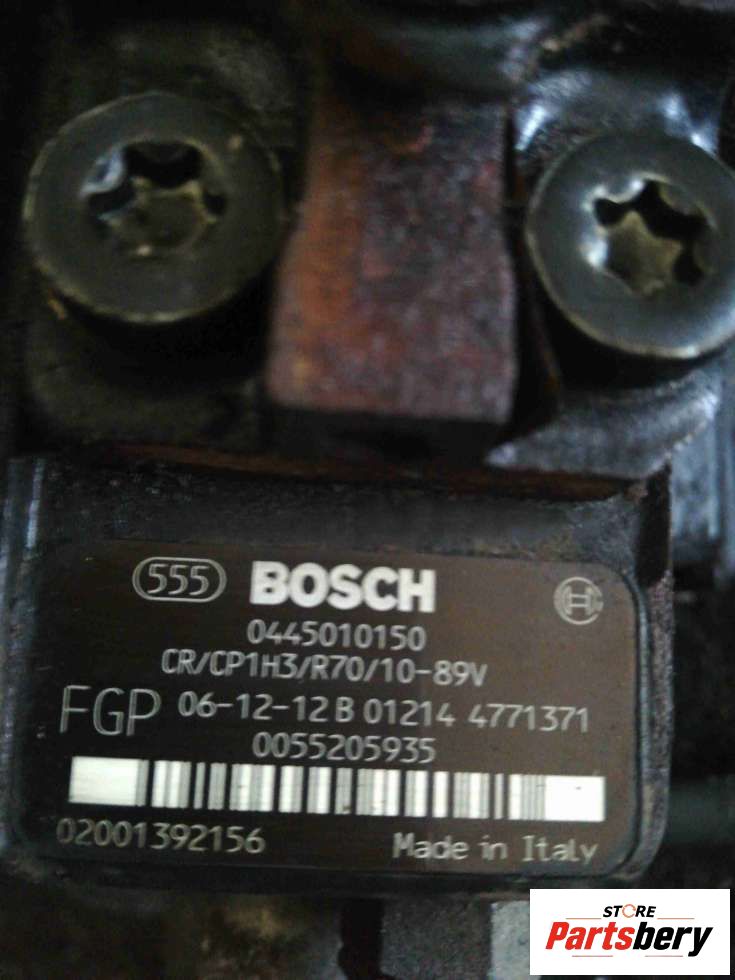 555 BOSCH
0445010150
CR/CP1H3/R70/10-89V
FGP 06-12-12 B 01214 4771371
0055205935
02001392156 Made in Italy
STORE
Partsbery